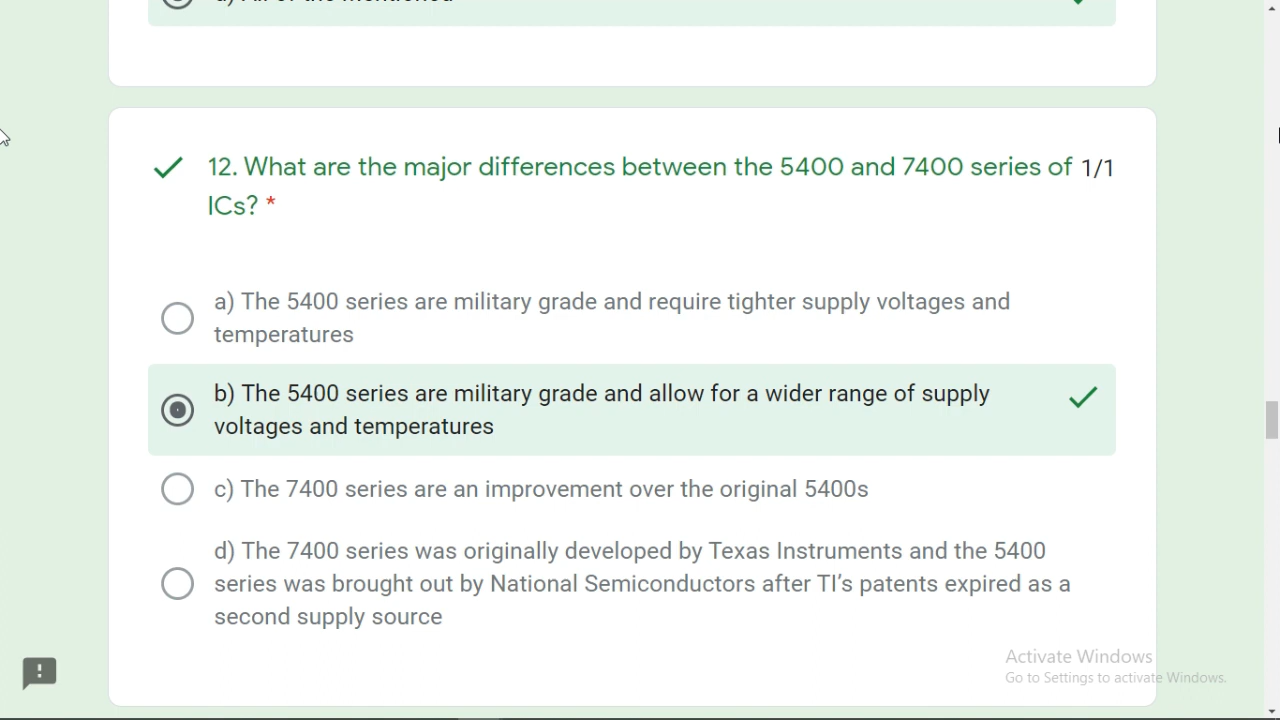 12. What are the major differences between the 5400 and 7400 series of 1/1
ICs? *
a) The 5400 series are military grade and require tighter supply voltages and
temperatures
b) The 5400 series are military grade and allow for a wider range of supply
voltages and temperatures
c) The 7400 series are an improvement over the original 5400s
d) The 7400 series was originally developed by Texas Instruments and the 5400
series was brought out by National Semiconductors after TI's patents expired as a
second supply source
Activate Windows
Go to Settings to activate Windows.